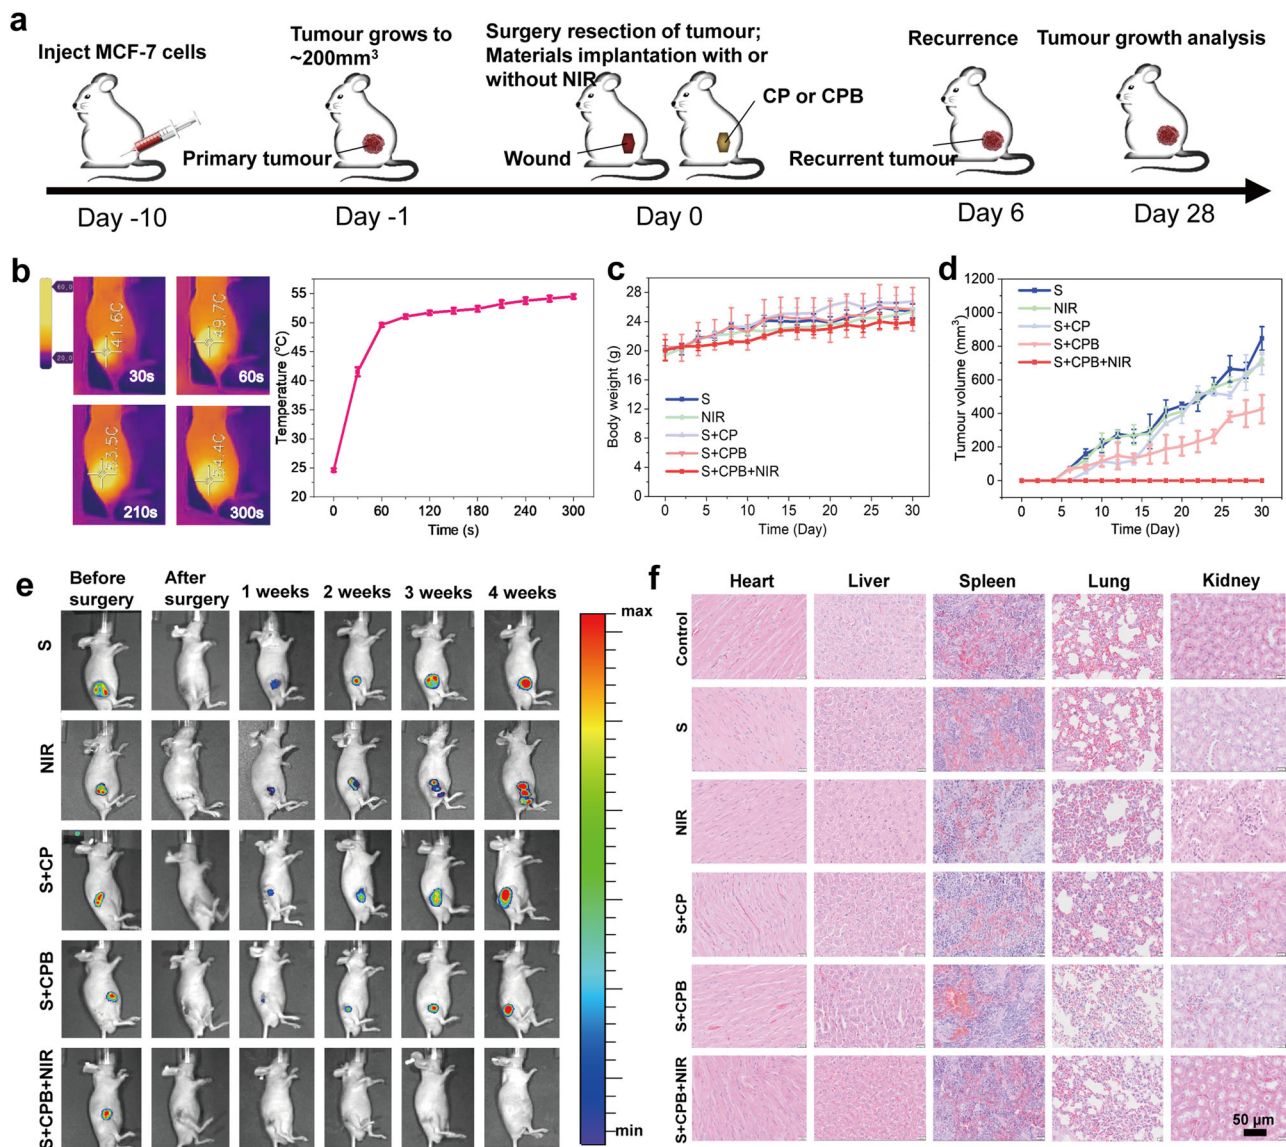 a
Inject MCF-7 cells
Tumour grows to
~200mm³
Surgery resection of tumour;
Materials implantation with or
without NIR
Recurrence
Tumour growth analysis
CP or CPB
Primary tumour
Wound
Recurrent tumour
Day -10
Day -1
Day 0
Day 6
Day 28
b
60,0
20,0
41.6C
30s
49.7C
60s
53.5C
210s
54.4C
300s
Temperature (°C)
55
50
45
40
35
30
25
20
0 60 120 180 240 300
Time (s)
c
Body weight (g)
28
24
20
16
12
8
4
0
S
NIR
S+CP
S+CPB
S+CPB+NIR
0 5 10 15 20 25 30
Time (Day)
d
Tumour volume (mm³)
1200
1000
800
600
400
200
0
S
NIR
S+CP
S+CPB
S+CPB+NIR
0 5 10 15 20 25 30
Time (Day)
e
Before
surgery
After
surgery
1 weeks
2 weeks
3 weeks
4 weeks
S
NIR
S+CP
S+CPB
S+CPB+NIR
max
min
f
Heart
Liver
Spleen
Lung
Kidney
Control
S
NIR
S+CP
S+CPB
S+CPB+NIR
50 µm